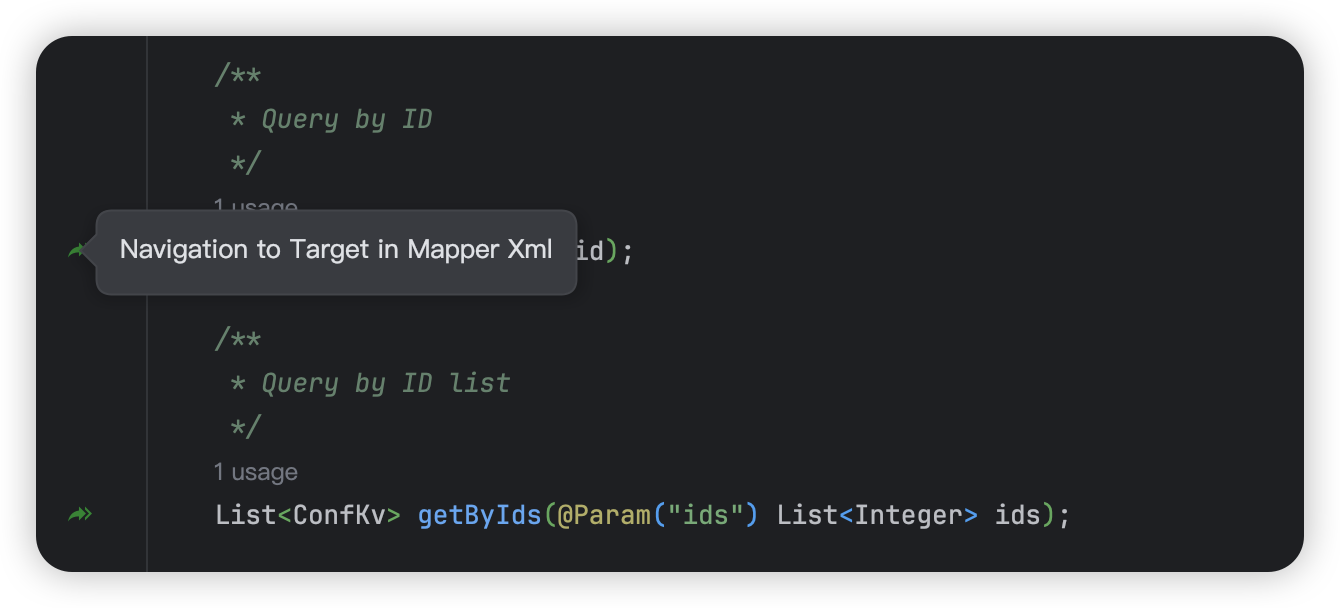 /**
* Query by ID
*/
1 usage
Navigation to Target in Mapper Xml
id);
/**
* Query by ID list
*/
1 usage
List<ConfKv> getByIds(@Param("ids") List<Integer> ids);